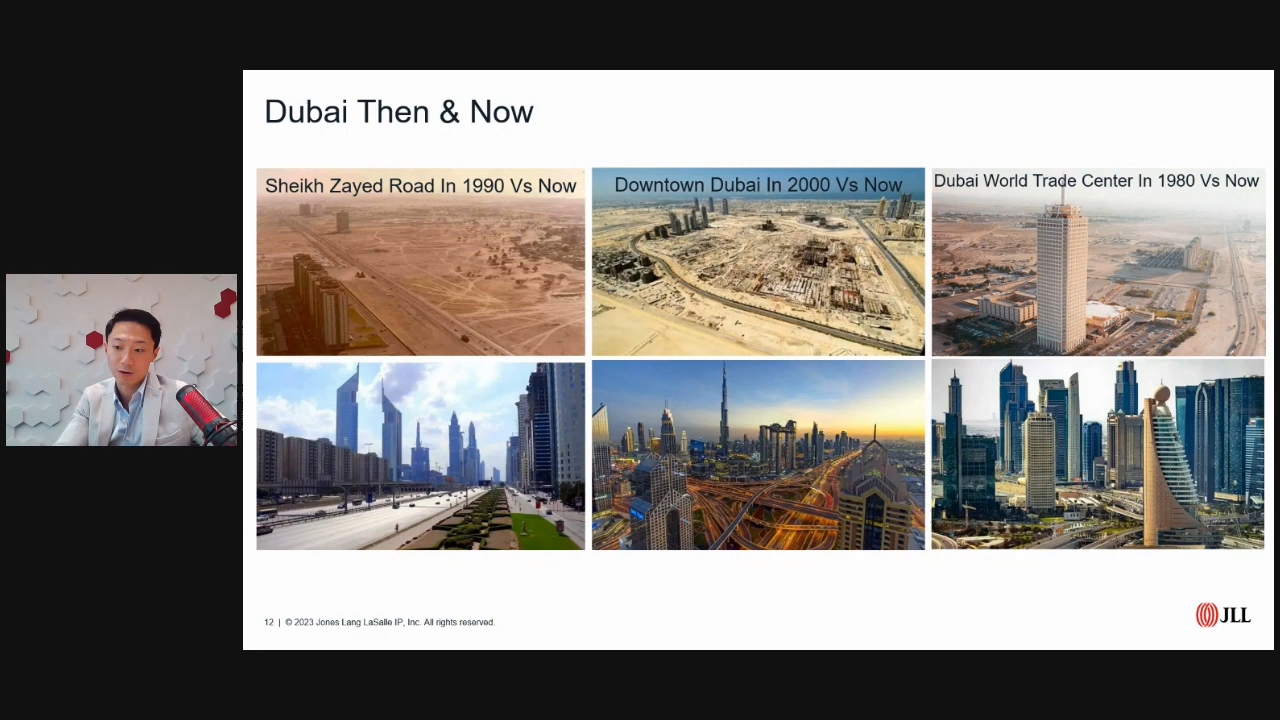 Dubai Then & Now
Sheikh Zayed Road In 1990 Vs Now
Downtown Dubai In 2000 Vs Now
Dubai World Trade Center In 1980 Vs Now
12 | © 2023 Jones Lang LaSalle IP, Inc. All rights reserved.
JLL